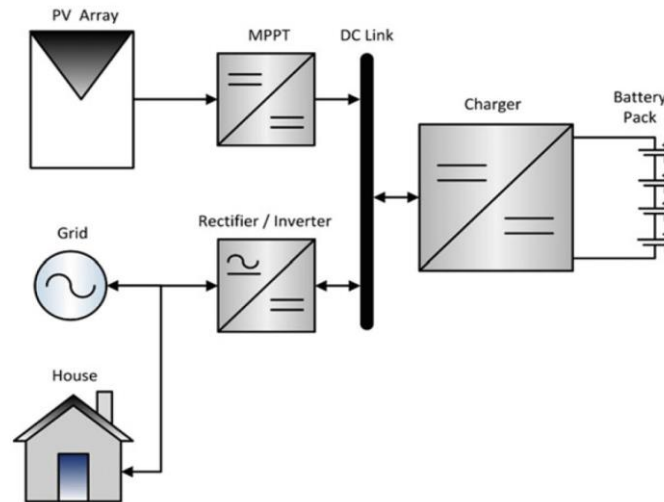 PV Array
MPPT
DC Link
Charger
Battery
Pack
Grid
Rectifier / Inverter
House